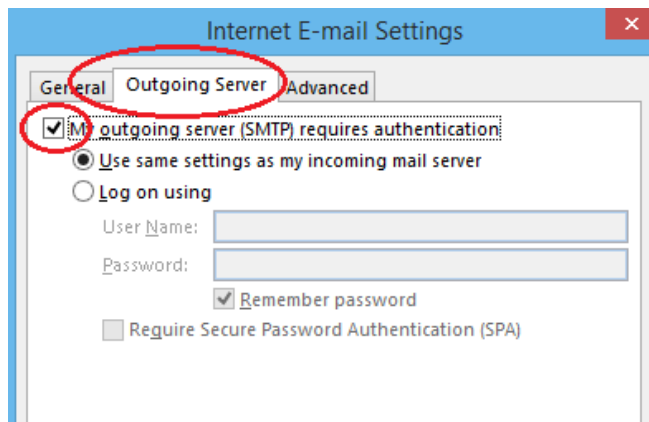 Internet E-mail Settings
General Outgoing Server Advanced
My outgoing server (SMTP) requires authentication
Use same settings as my incoming mail server
Log on using
User Name:
Password:
Remember password
Require Secure Password Authentication (SPA)